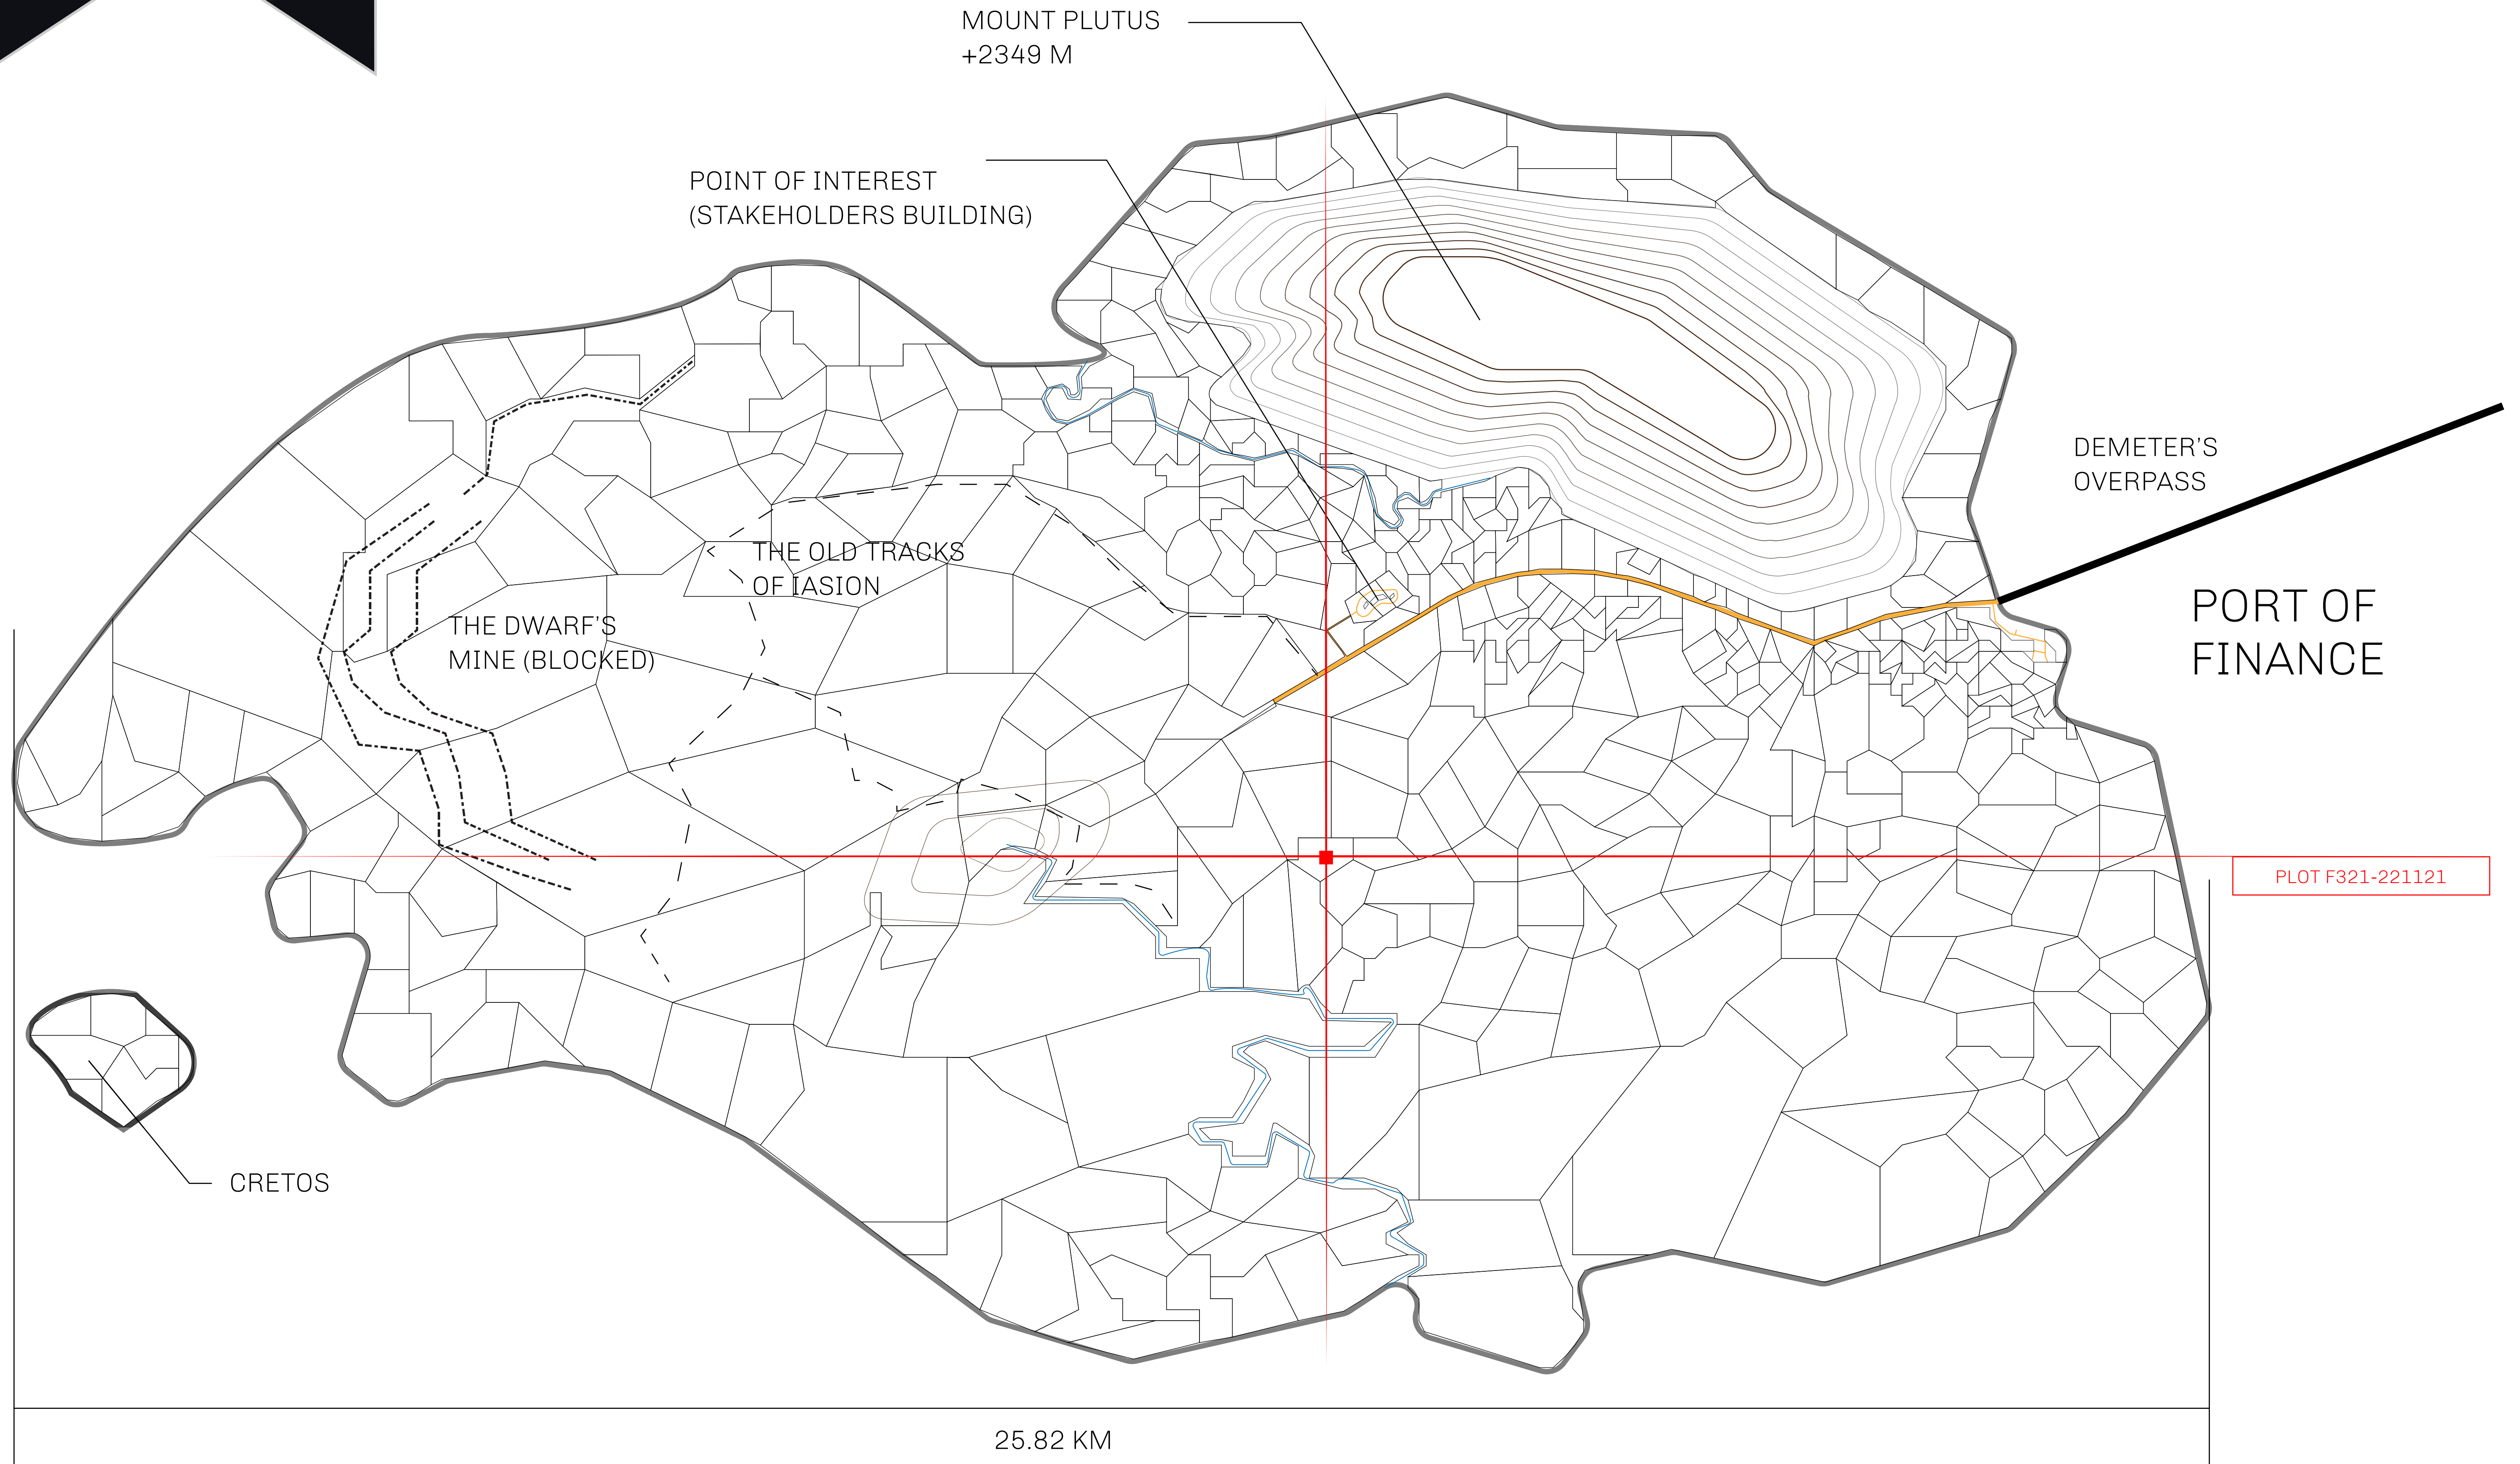 MOUNT PLUTUS
+2349 M
POINT OF INTEREST
(STAKEHOLDERS BUILDING)
DEMETER'S
OVERPASS
THE OLD TRACKS
OF IASION
PORT OF
FINANCE
THE DWARF'S
MINE (BLOCKED)
PLOT F321-221121
CRETOS
25.82 KM